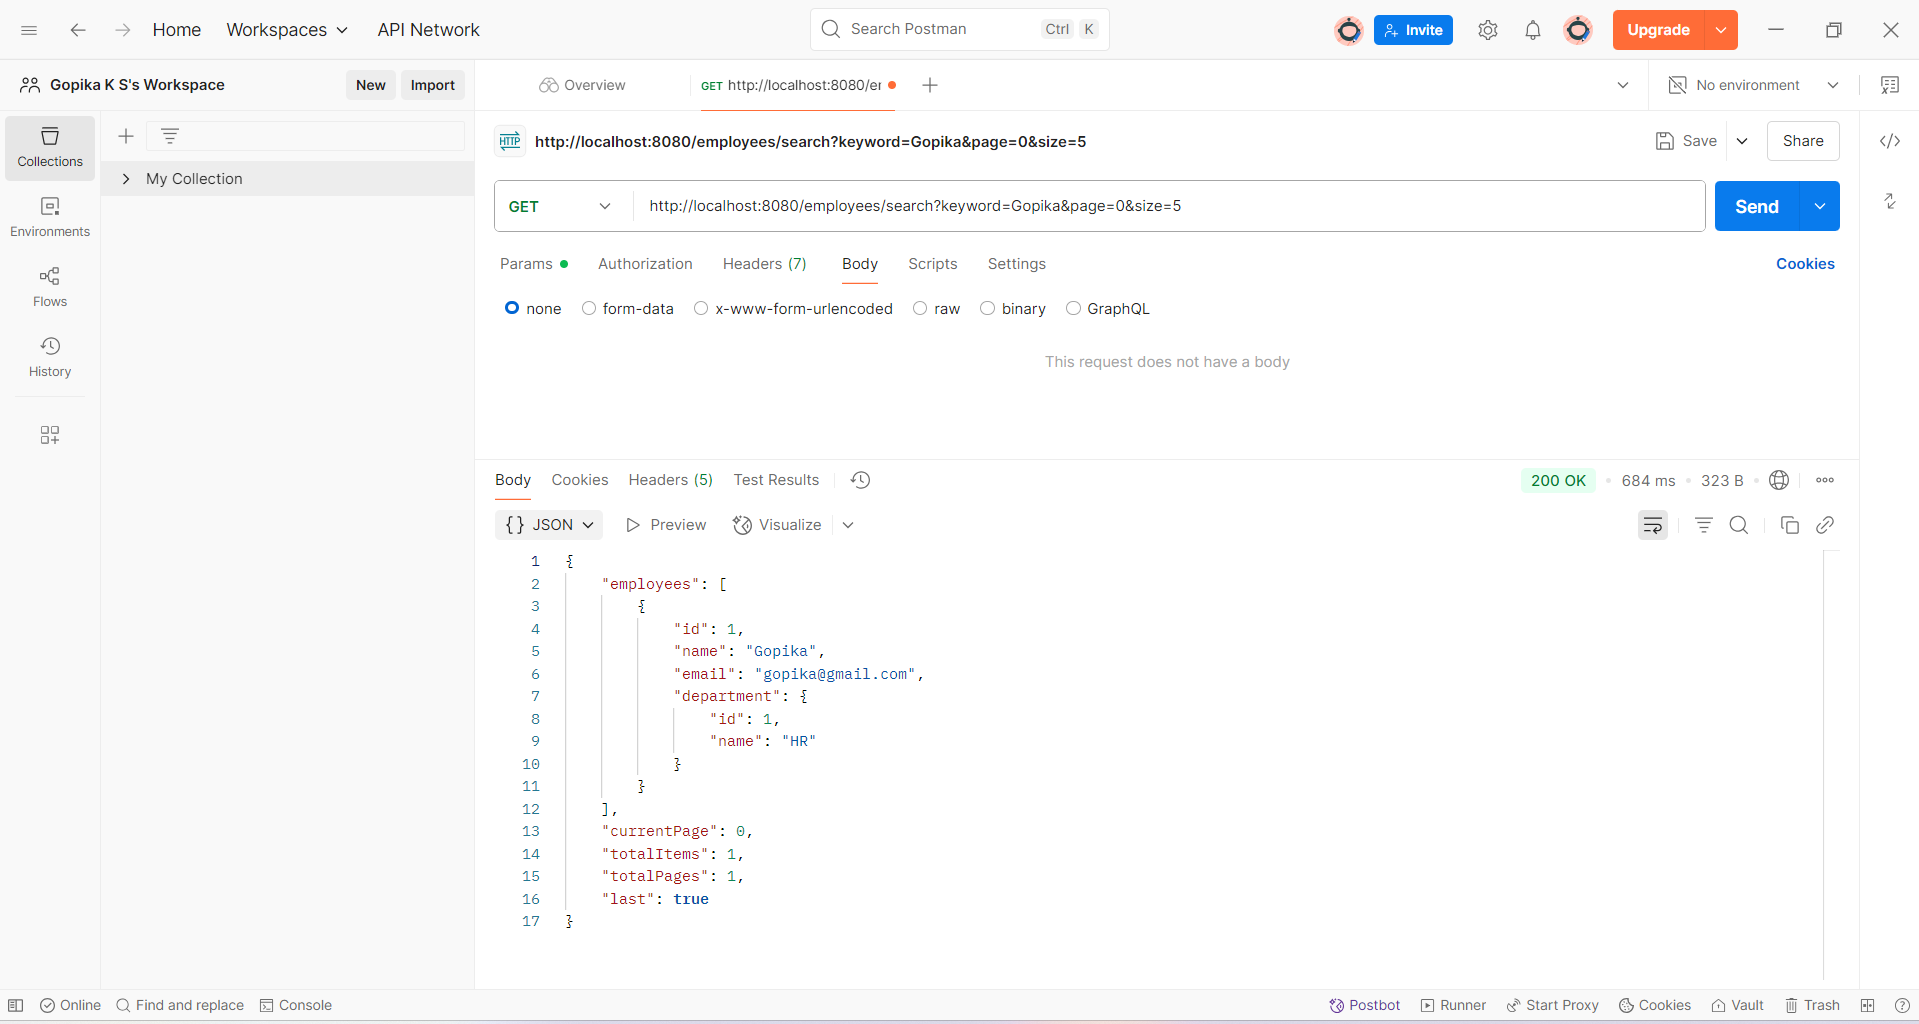 Home Workspaces API Network Search Postman Ctrl K Invite Upgrade
Gopika K S's Workspace New Import Overview GET http://localhost:8080/er No environment
Collections
Environments
Flows
History
My Collection
HTTP http://localhost:8080/employees/search?keyword=Gopika&page=0&size=5 Save Share
GET http://localhost:8080/employees/search?keyword=Gopika&page=0&size=5 Send
Params Authorization Headers (7) Body Scripts Settings Cookies
none form-data x-www-form-urlencoded raw binary GraphQL
This request does not have a body
Body Cookies Headers (5) Test Results 200 OK 684 ms 323 B
{} JSON Preview Visualize
1 {
2 "employees": [
3 {
4 "id": 1,
5 "name": "Gopika",
6 "email": "gopika@gmail.com",
7 "department": {
8 "id": 1,
9 "name": "HR"
10 }
11 }
12 ],
13 "currentPage": 0,
14 "totalItems": 1,
15 "totalPages": 1,
16 "last": true
17 }
Online Find and replace Console Postbot Runner Start Proxy Cookies Vault Trash